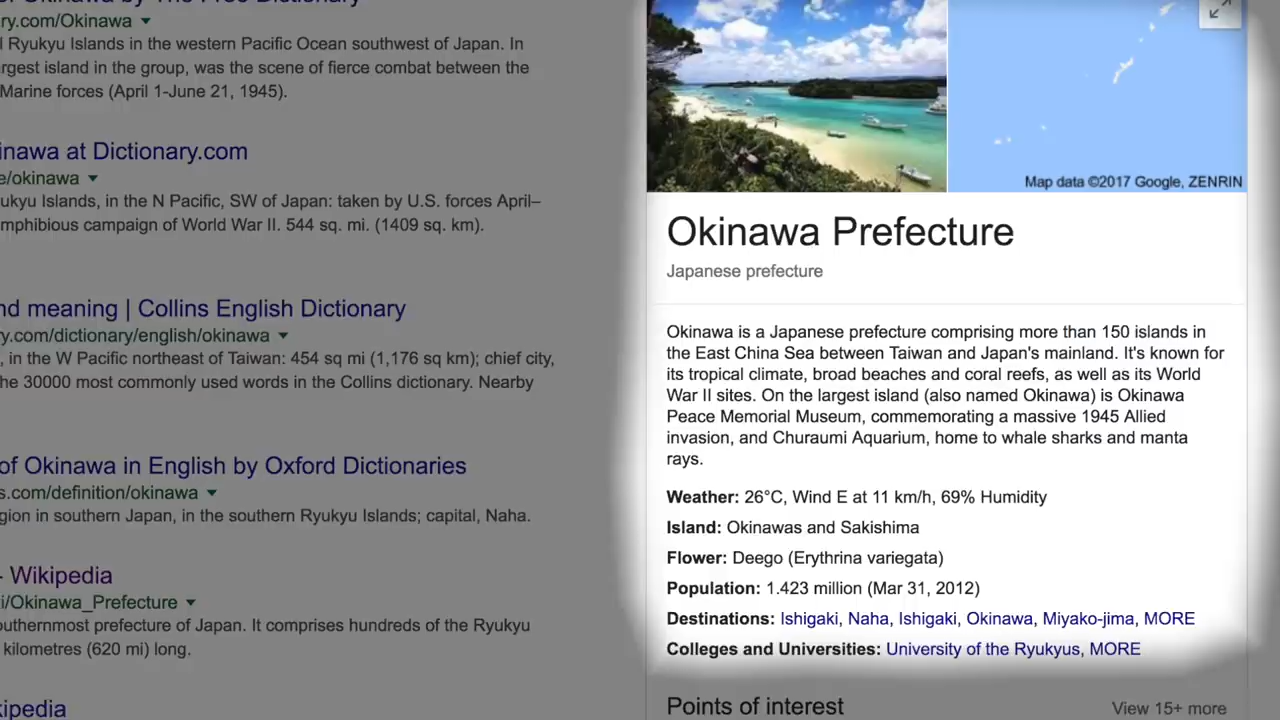 of Okinawa by The Free Dictionary
ry.com/Okinawa
l Ryukyu Islands in the western Pacific Ocean southwest of Japan. In
argest island in the group, was the scene of fierce combat between the
Marine forces (April 1-June 21, 1945).
inawa at Dictionary.com
e/okinawa
ukyu Islands, in the N Pacific, SW of Japan: taken by U.S. forces April–
mphibious campaign of World War II. 544 sq. mi. (1409 sq. km).
nd meaning | Collins English Dictionary
y.com/dictionary/english/okinawa
, in the W Pacific northeast of Taiwan: 454 sq mi (1,176 sq km); chief city,
he 30000 most commonly used words in the Collins dictionary. Nearby
of Okinawa in English by Oxford Dictionaries
s.com/definition/okinawa
gion in southern Japan, in the southern Ryukyu Islands; capital, Naha.
- Wikipedia
i/Okinawa_Prefecture
outhernmost prefecture of Japan. It comprises hundreds of the Ryukyu
kilometres (620 mi) long.
kipedia
Map data ©2017 Google, ZENRIN
Okinawa Prefecture
Japanese prefecture
Okinawa is a Japanese prefecture comprising more than 150 islands in
the East China Sea between Taiwan and Japan's mainland. It's known for
its tropical climate, broad beaches and coral reefs, as well as its World
War II sites. On the largest island (also named Okinawa) is Okinawa
Peace Memorial Museum, commemorating a massive 1945 Allied
invasion, and Churaumi Aquarium, home to whale sharks and manta
rays.
Weather: 26°C, Wind E at 11 km/h, 69% Humidity
Island: Okinawas and Sakishima
Flower: Deego (Erythrina variegata)
Population: 1.423 million (Mar 31, 2012)
Destinations: Ishigaki, Naha, Ishigaki, Okinawa, Miyako-jima, MORE
Colleges and Universities: University of the Ryukyus, MORE
Points of interest
View 15+ more